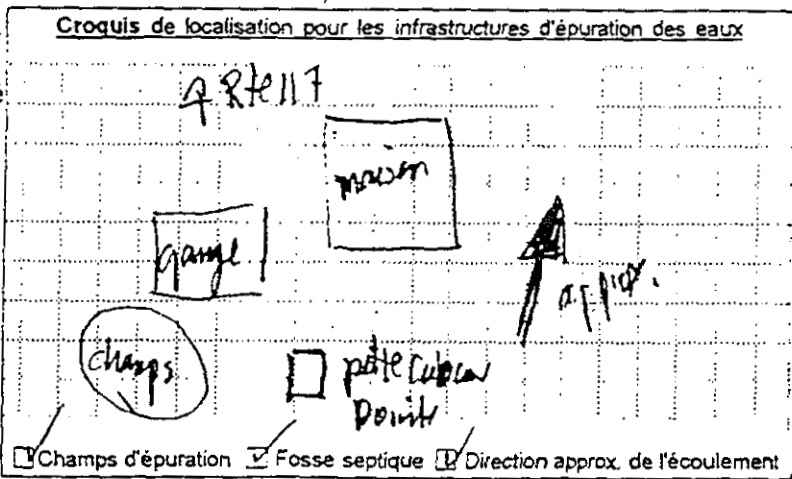 Croquis de localisation pour les infrastructures d'épuration des eaux
Rte 117
maison
garage
approx.
champs
Champs d'épuration Fosse septique Direction approx. de l'écoulement